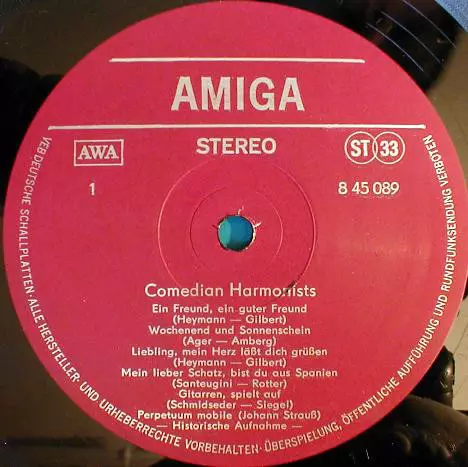 AMIGA
AWA
STEREO
ST 33
1
8 45 089
Comedian Harmonists
Ein Freund, ein guter Freund
(Heymann — Gilbert)
Wochenend und Sonnenschein
(Ager — Amberg)
Liebling, mein Herz läßt dich grüßen
(Heymann — Gilbert)
Mein lieber Schatz, bist du aus Spanien
(Santeugini — Rotter)
Gitarren, spielt auf
(Schmidseder — Siegel)
Perpetuum mobile (Johann Strauß)
— Historische Aufnahme —
VEB DEUTSCHE SCHALLPLATTEN · ALLE HERSTELLER- UND URHEBERRECHTE VORBEHALTEN · ÜBERSPIELUNG, ÖFFENTLICHE AUFFÜHRUNG UND RUNDFUNKSENDUNG VERBOTEN